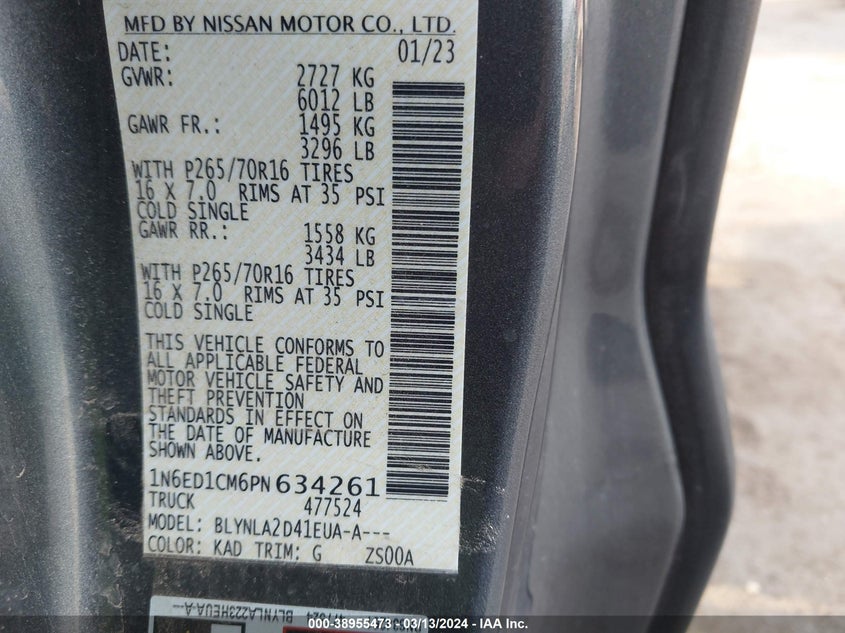 MFD BY NISSAN MOTOR CO., LTD.
DATE: 01/23
GVWR: 2727 KG
6012 LB
GAWR FR.: 1495 KG
3296 LB
WITH P265/70R16 TIRES
16 X 7.0 RIMS AT 35 PSI
COLD SINGLE
GAWR RR.: 1558 KG
3434 LB
WITH P265/70R16 TIRES
16 X 7.0 RIMS AT 35 PSI
COLD SINGLE
THIS VEHICLE CONFORMS TO
ALL APPLICABLE FEDERAL
MOTOR VEHICLE SAFETY AND
THEFT PREVENTION
STANDARDS IN EFFECT ON
THE DATE OF MANUFACTURE
SHOWN ABOVE.
1N6ED1CM6PN634261
TRUCK 477524
MODEL: BLYNLA2D41EUA-A---
COLOR: KAD TRIM: G ZS00A
BLYNLA223HEUA-A--
000-38955473 - 03/13/2024 - IAA Inc.